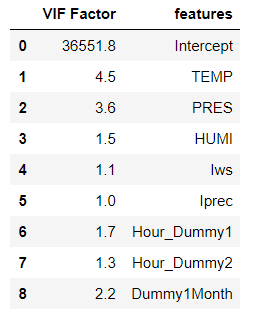 VIF Factor features
0 36551.8 Intercept
1 4.5 TEMP
2 3.6 PRES
3 1.5 HUMI
4 1.1 Iws
5 1.0 Iprec
6 1.7 Hour_Dummy1
7 1.3 Hour_Dummy2
8 2.2 Dummy1Month